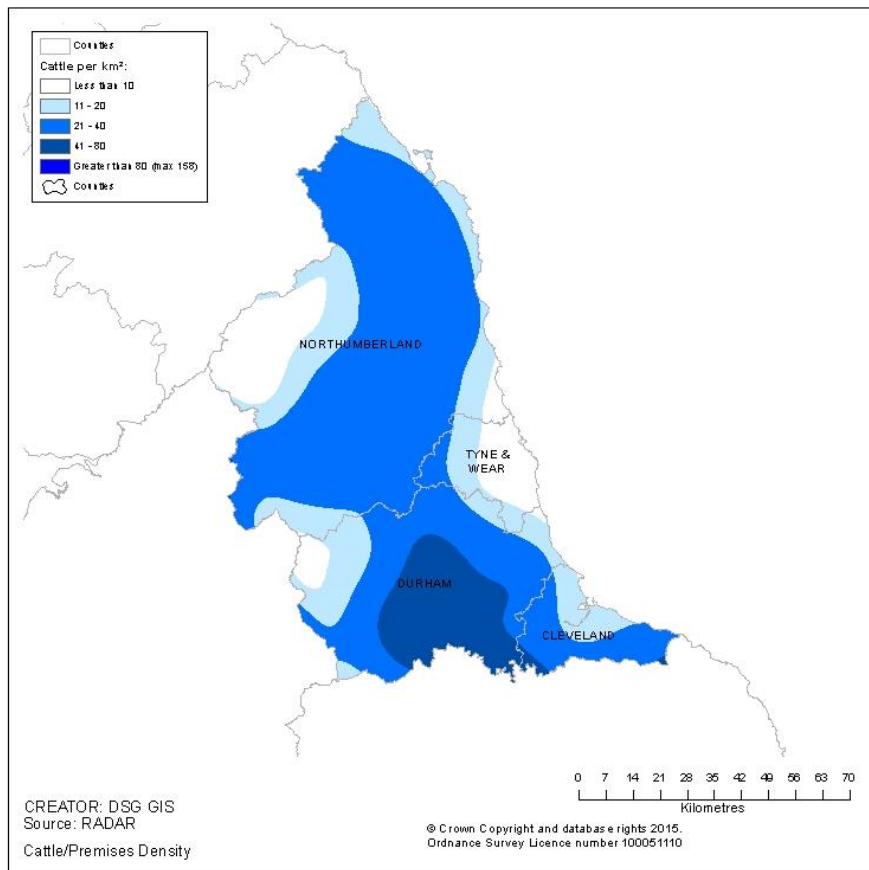 Counties
Cattle per km²:
Less than 10
11 - 20
21 - 40
41 - 80
Greater than 80 (max 158)
Counties
NORTHUMBERLAND
TYNE &
WEAR
DURHAM
CLEVELAND
0 7 14 21 28 35 42 49 56 63 70
Kilometres
CREATOR: DSG GIS
Source: RADAR
Cattle/Premises Density
© Crown Copyright and database rights 2015.
Ordnance Survey Licence number 100051110